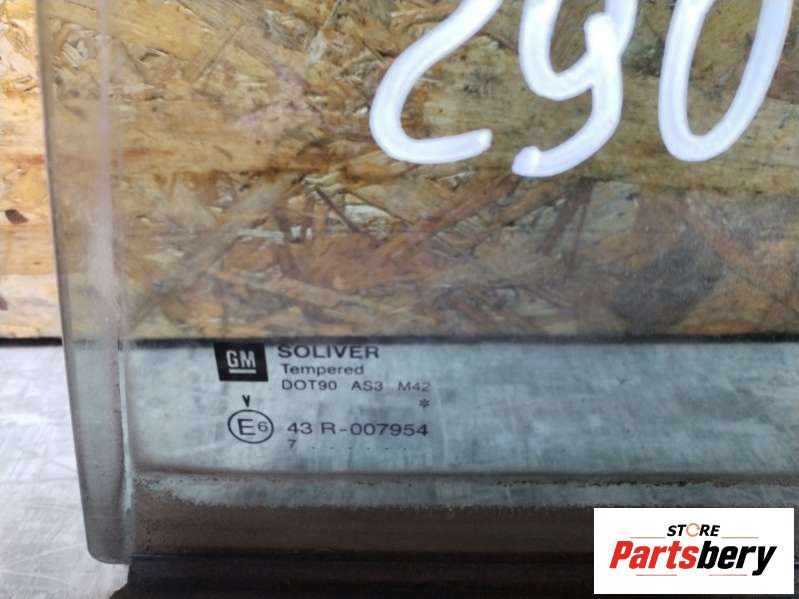 290
GM SOLIVER
Tempered
DOT90 AS3 M42
*
V
E6 43 R-007954
7 . . . . . .
STORE
Partsbery